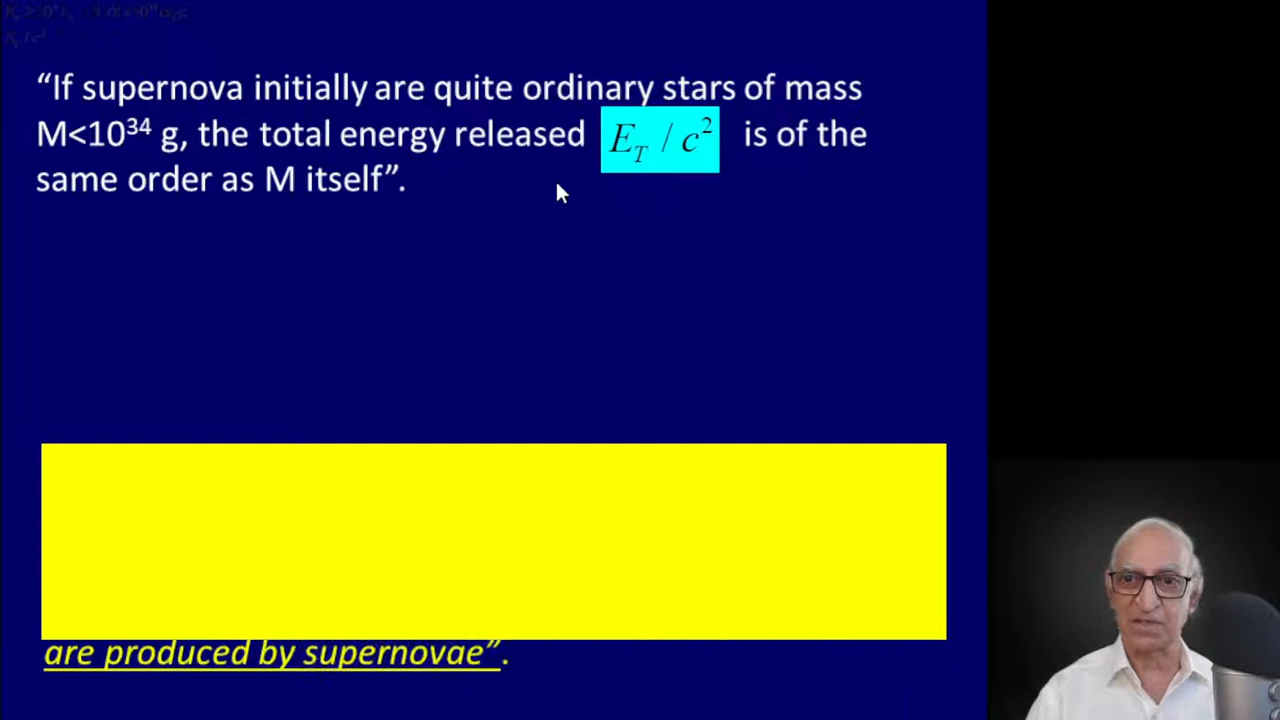 “If supernova initially are quite ordinary stars of mass
M<10³⁴ g, the total energy released E_T / c² is of the
same order as M itself”.
are produced by supernovae”.